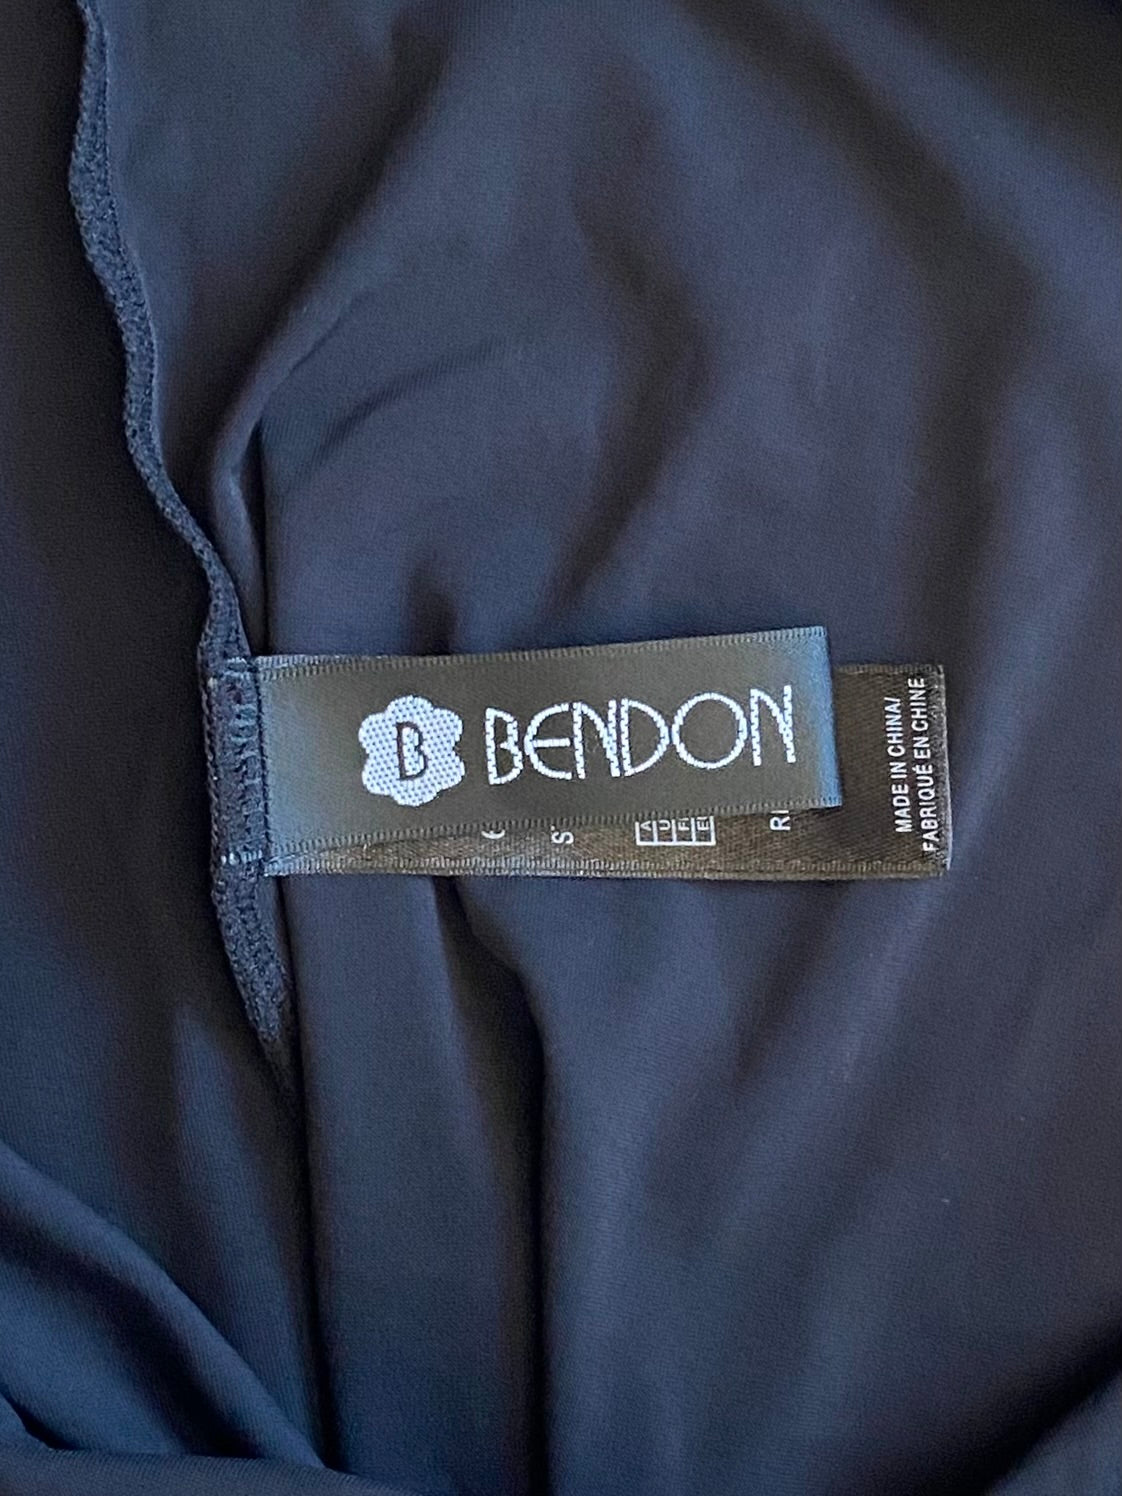 B BENDON
MADE IN CHINA/
FABRIQUÉ EN CHINE